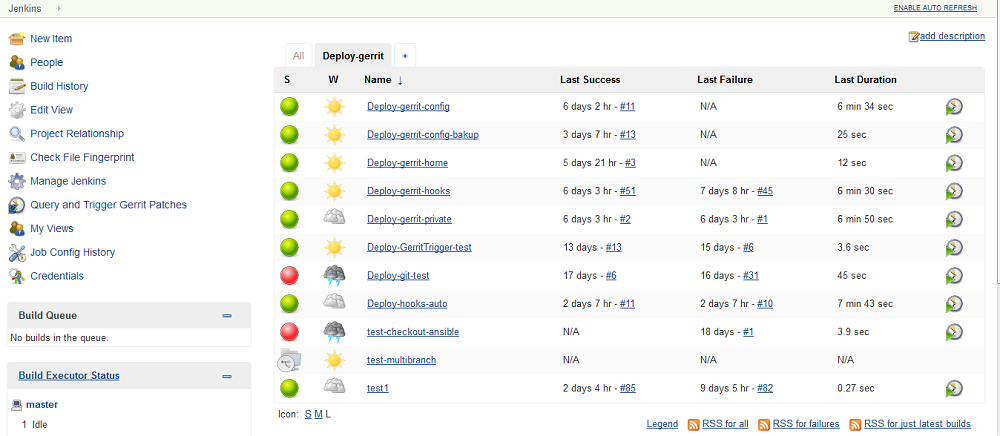 Jenkins
ENABLE AUTO REFRESH
add description
New Item
People
Build History
Edit View
Project Relationship
Check File Fingerprint
Manage Jenkins
Query and Trigger Gerrit Patches
My Views
Job Config History
Credentials
Build Queue
No builds in the queue.
Build Executor Status
master
1 Idle
All Deploy-gerrit +
S W Name ↓ Last Success Last Failure Last Duration
Deploy-gerrit-config 6 days 2 hr - #11 N/A 6 min 34 sec
Deploy-gerrit-config-bakup 3 days 7 hr - #13 N/A 25 sec
Deploy-gerrit-home 5 days 21 hr - #3 N/A 12 sec
Deploy-gerrit-hooks 6 days 3 hr - #51 7 days 8 hr - #45 6 min 30 sec
Deploy-gerrit-private 6 days 3 hr - #2 6 days 3 hr - #1 6 min 50 sec
Deploy-GerritTrigger-test 13 days - #13 15 days - #6 3.6 sec
Deploy-git-test 17 days - #6 16 days - #31 45 sec
Deploy-hooks-auto 2 days 7 hr - #11 2 days 7 hr - #10 7 min 43 sec
test-checkout-ansible N/A 18 days - #1 3.9 sec
test-multibranch N/A N/A N/A
test1 2 days 4 hr - #85 9 days 5 hr - #82 0.27 sec
Icon: S M L
Legend RSS for all RSS for failures RSS for just latest builds